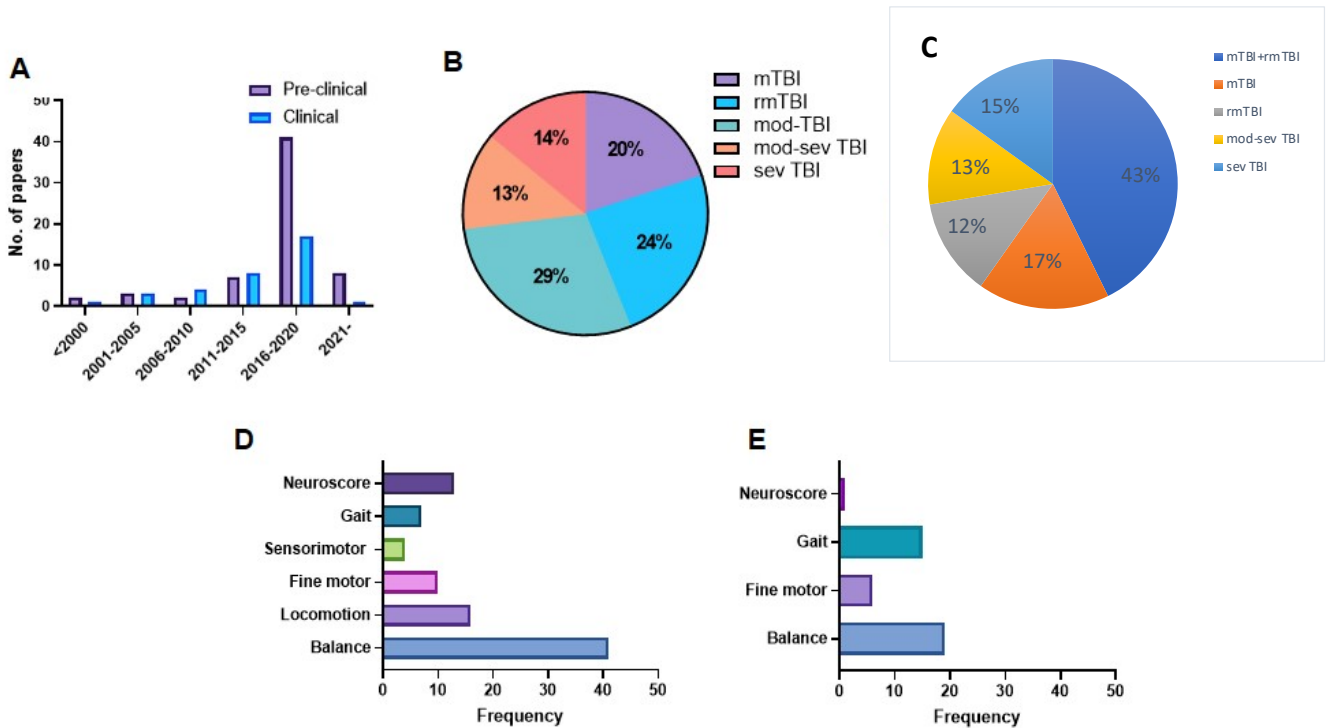 A
No. of papers
50
40
30
20
10
0
<2000
2001-2005
2006-2010
2011-2015
2016-2020
2021-
Pre-clinical
Clinical
B
14%
20%
13%
24%
29%
mTBI
rmTBI
mod-TBI
mod-sev TBI
sev TBI
C
15%
13%
43%
12%
17%
mTBI+rmTBI
mTBI
rmTBI
mod-sev TBI
sev TBI
D
Neuroscore
Gait
Sensorimotor
Fine motor
Locomotion
Balance
0 10 20 30 40 50
Frequency
E
Neuroscore
Gait
Fine motor
Balance
0 10 20 30 40 50
Frequency